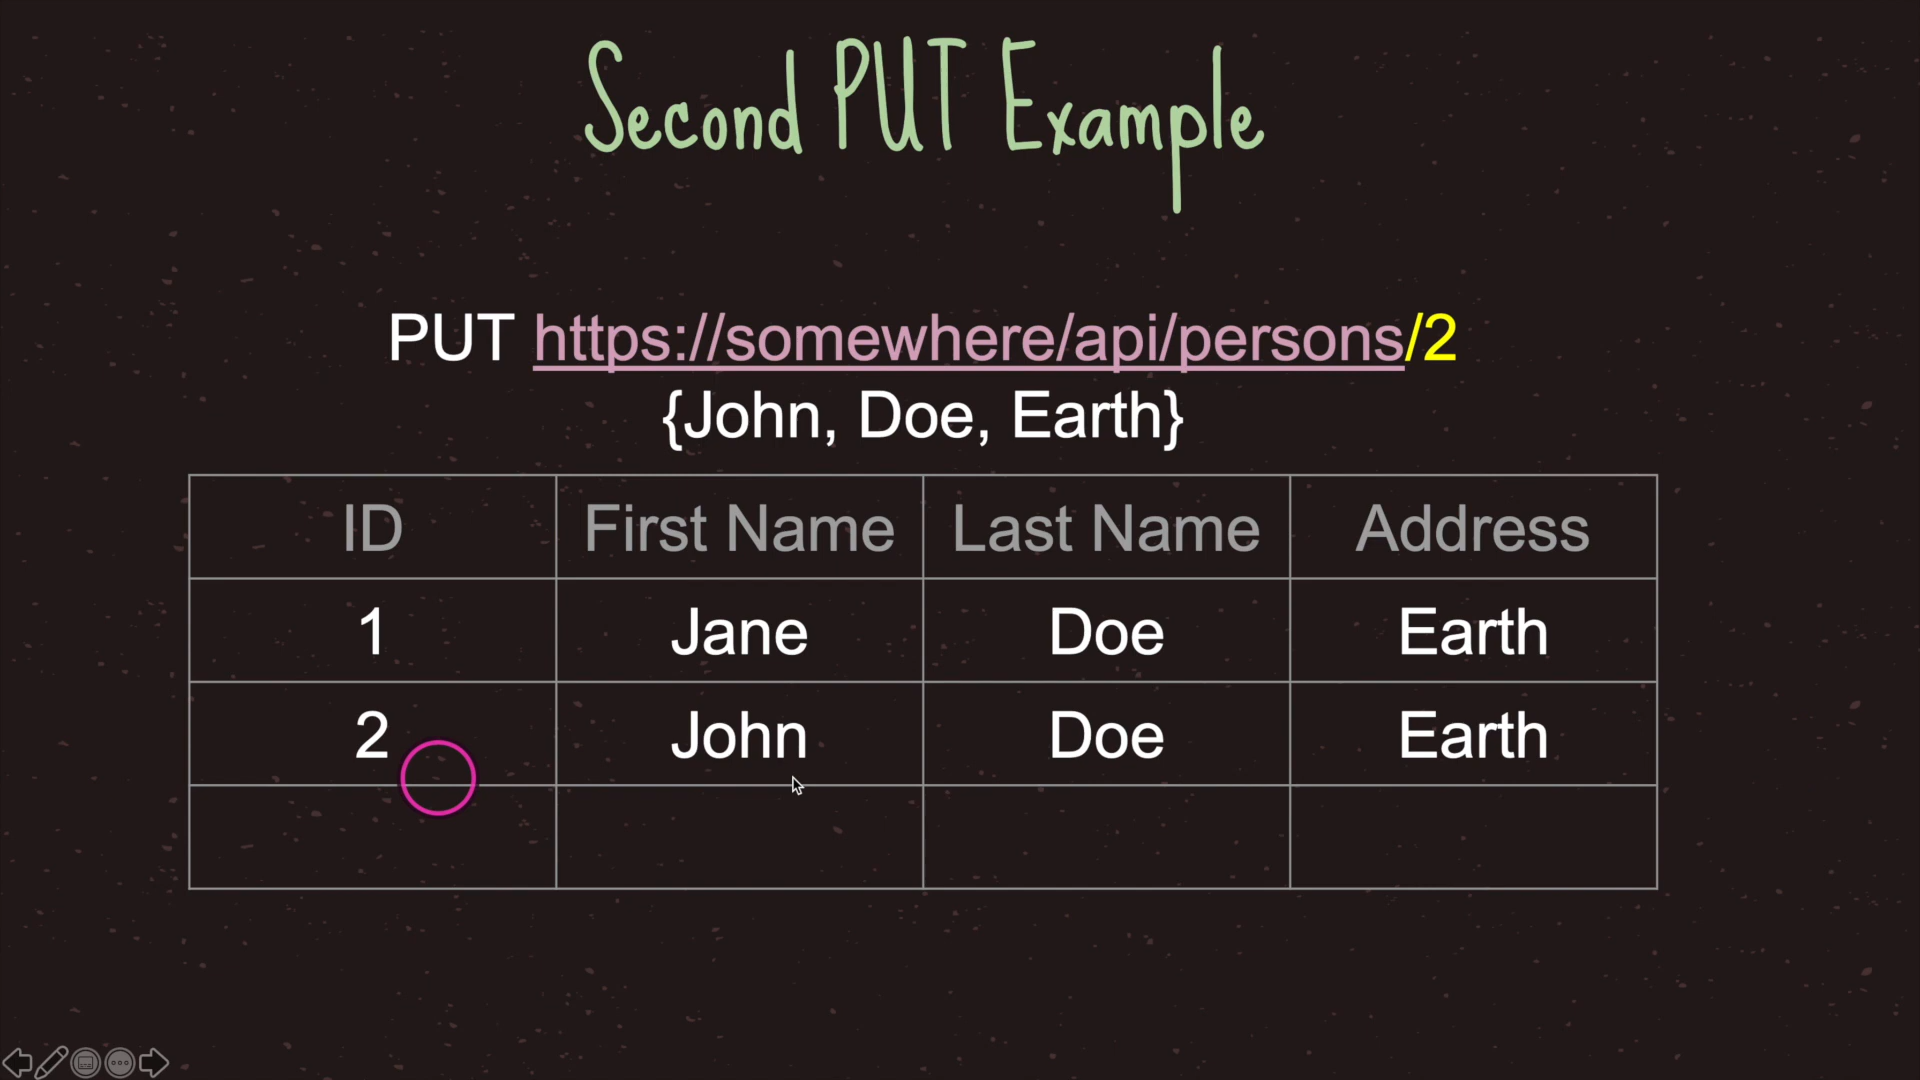 Second PUT Example
PUT https://somewhere/api/persons/2
{John, Doe, Earth}
ID First Name Last Name Address
1 Jane Doe Earth
2 John Doe Earth